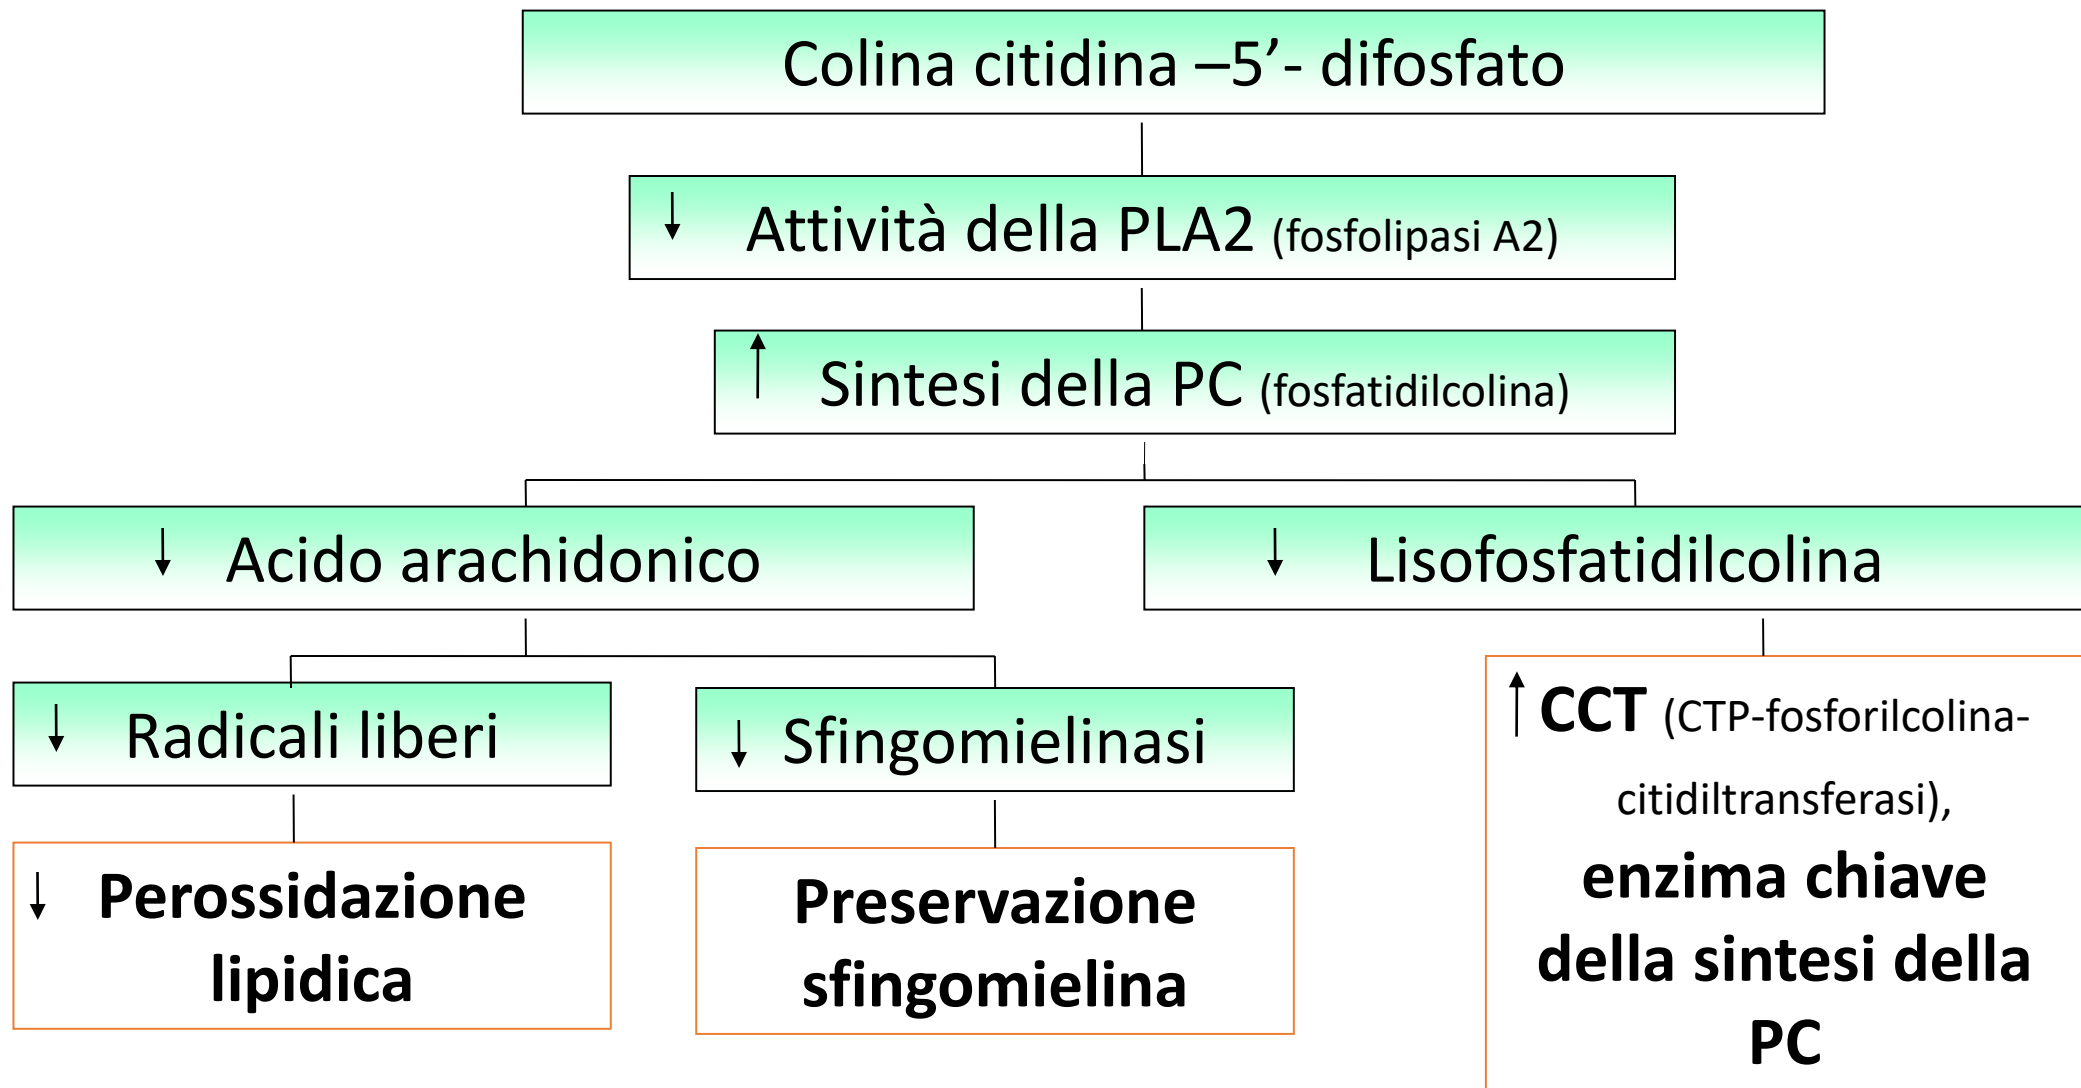 Colina citidina –5’- difosfato
↓ Attività della PLA2 (fosfolipasi A2)
↑ Sintesi della PC (fosfatidilcolina)
↓ Acido arachidonico
↓ Lisofosfatidilcolina
↓ Radicali liberi
↓ Sfingomielinasi
↑ CCT (CTP-fosforilcolina-
citidiltransferasi),
enzima chiave
della sintesi della
PC
↓ Perossidazione
lipidica
Preservazione
sfingomielina